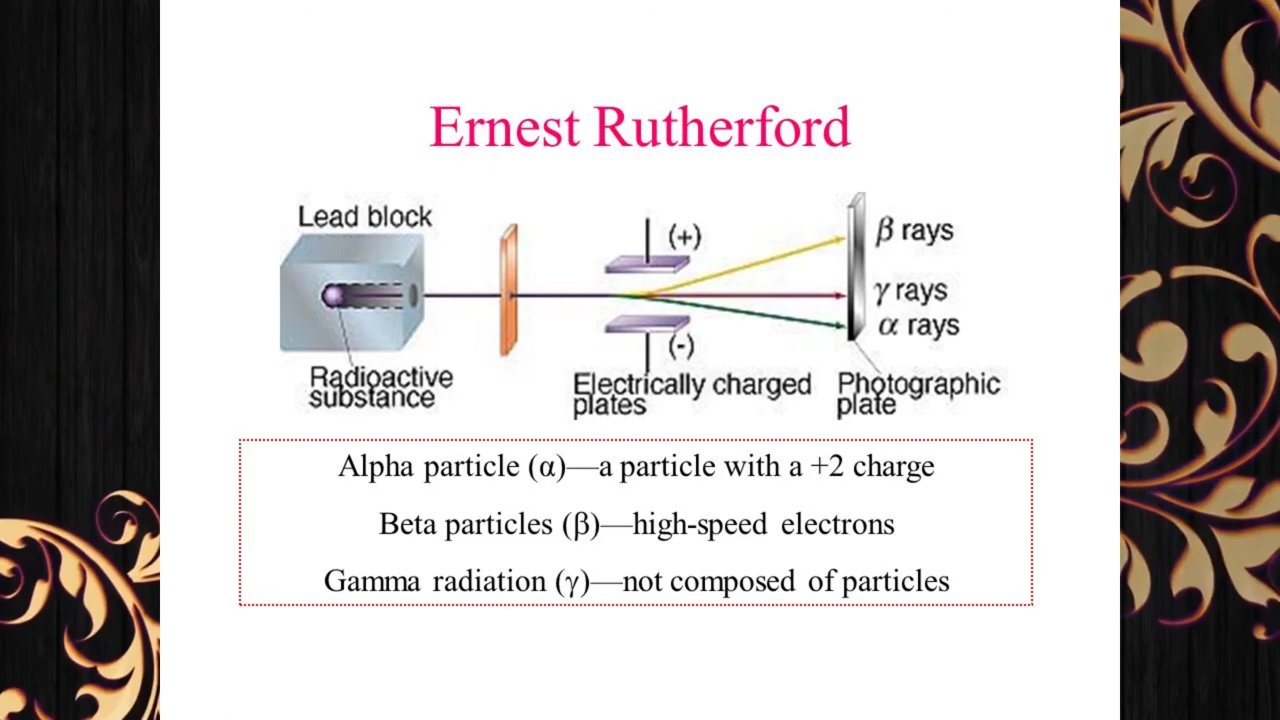 Ernest Rutherford
Lead block
(+)
β rays
γ rays
α rays
(-)
Radioactive
substance
Electrically charged
plates
Photographic
plate
Alpha particle (α)—a particle with a +2 charge
Beta particles (β)—high-speed electrons
Gamma radiation (γ)—not composed of particles